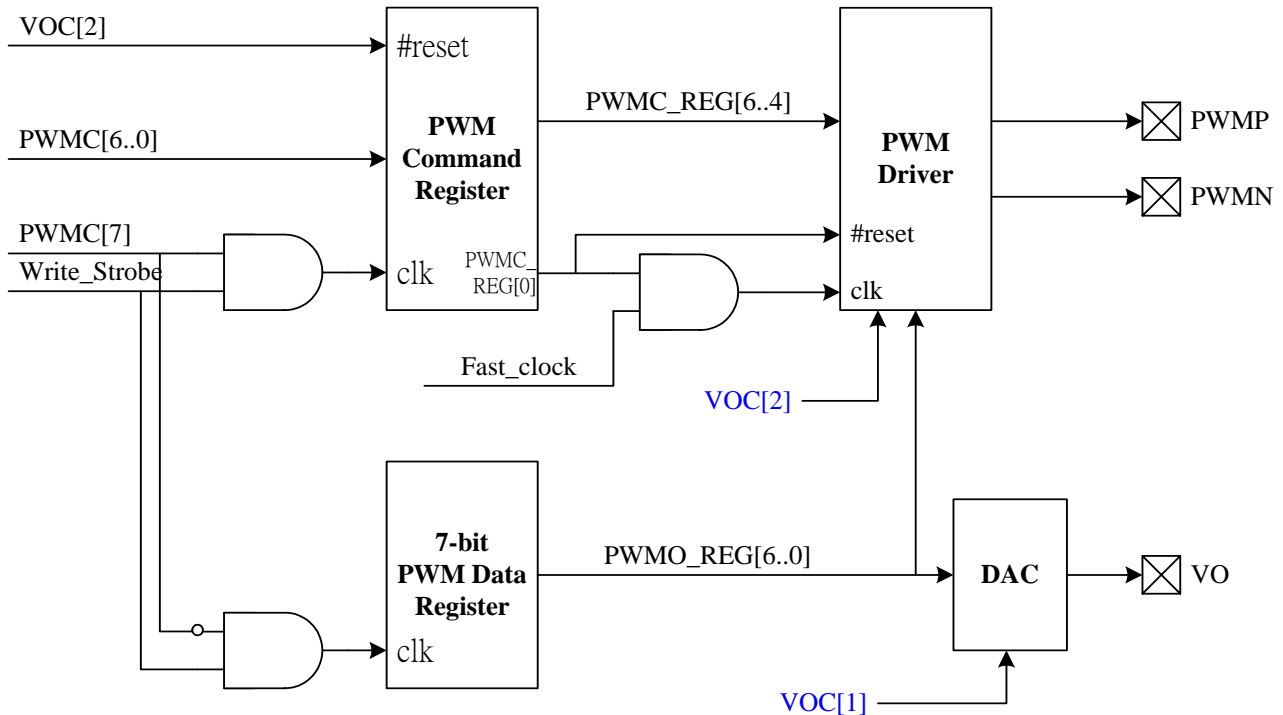 VOC[2]
#reset
PWMC[6..0]
PWM
Command
Register
PWMC[7]
Write_Strobe
clk
PWMC_
REG[0]
PWMC_REG[6..4]
PWM
Driver
#reset
clk
PWMP
PWMN
Fast_clock
VOC[2]
7-bit
PWM Data
Register
clk
PWMO_REG[6..0]
DAC
VO
VOC[1]